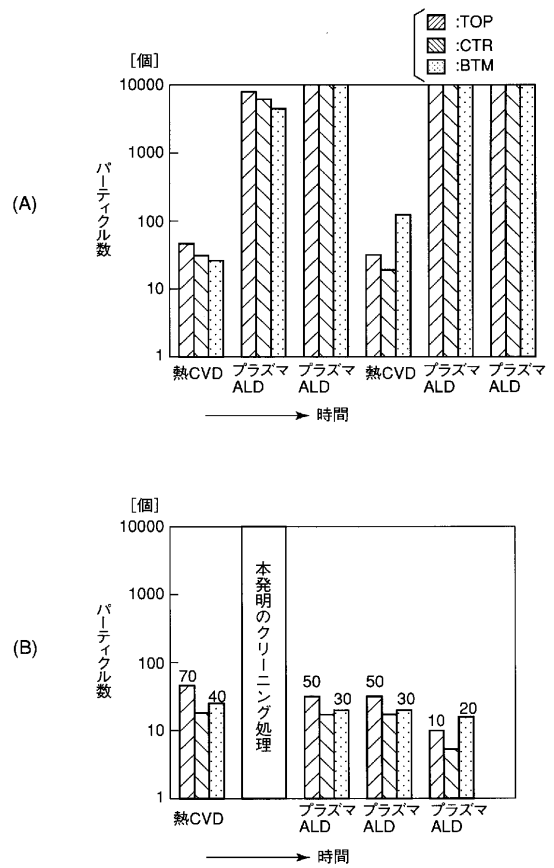 :TOP
:CTR
:BTM
[個]
(A)
パーティクル数
10000
1000
100
10
1
熱CVD
プラズマ
ALD
プラズマ
ALD
熱CVD
プラズマ
ALD
プラズマ
ALD
時間
[個]
(B)
パーティクル数
10000
1000
100
10
1
70
40
本発明のクリーニング処理
50
30
50
30
10
20
熱CVD
プラズマ
ALD
プラズマ
ALD
プラズマ
ALD
時間